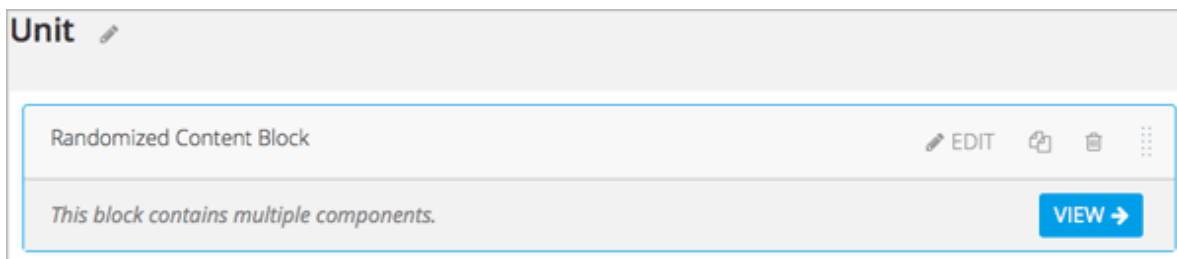 Unit
Randomized Content Block EDIT
This block contains multiple components. VIEW